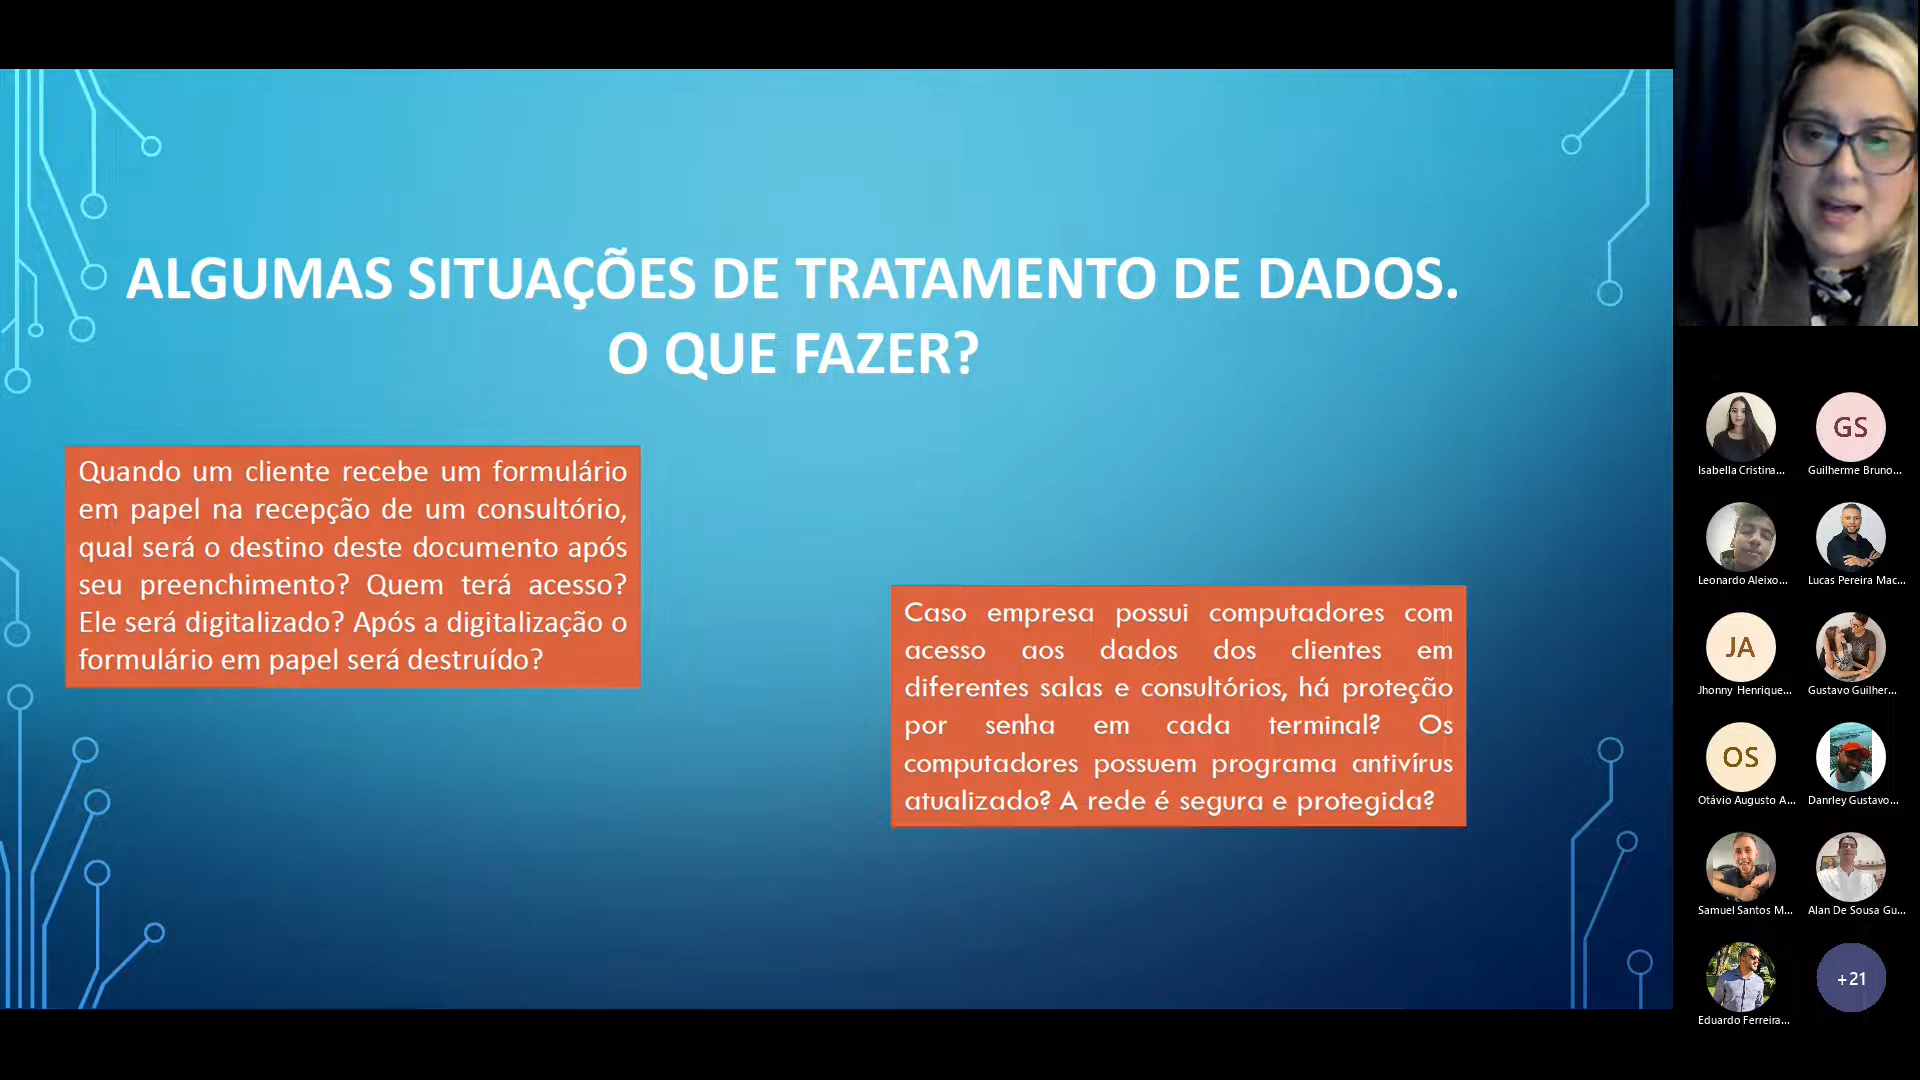 ALGUMAS SITUAÇÕES DE TRATAMENTO DE DADOS.
O QUE FAZER?
Quando um cliente recebe um formulário
em papel na recepção de um consultório,
qual será o destino deste documento após
seu preenchimento? Quem terá acesso?
Ele será digitalizado? Após a digitalização o
formulário em papel será destruído?
Caso empresa possui computadores com
acesso aos dados dos clientes em
diferentes salas e consultórios, há proteção
por senha em cada terminal? Os
computadores possuem programa antivírus
atualizado? A rede é segura e protegida?
Isabella Cristina...
GS
Guilherme Bruno...
Leonardo Aleixo...
Lucas Pereira Mac...
JA
Jhonny Henrique...
Gustavo Guilher...
OS
Otávio Augusto A...
Danrley Gustavo...
Samuel Santos M...
Alan De Sousa Gu...
Eduardo Ferreira...
+21